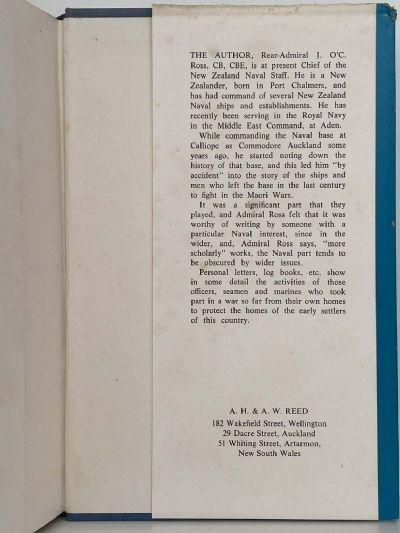 THE AUTHOR, Rear-Admiral J. O'C.
Ross, CB, CBE, is at present Chief of the
New Zealand Naval Staff. He is a New
Zealander, born in Port Chalmers, and
has had command of several New Zealand
Naval ships and establishments. He has
recently been serving in the Royal Navy
in the Middle East Command, at Aden.
While commanding the Naval base at
Calliope as Commodore Auckland some
years ago, he started noting down the
history of that base, and this led him "by
accident" into the story of the ships and
men who left the base in the last century
to fight in the Maori Wars.
It was a significant part that they
played, and Admiral Ross felt that it was
worthy of writing by someone with a
particular Naval interest, since in the
wider, and, Admiral Ross says, "more
scholarly" works, the Naval part tends to
be obscured by wider issues.
Personal letters, log books, etc. show
in some detail the activities of those
officers, seamen and marines who took
part in a war so far from their own homes
to protect the homes of the early settlers
of this country.
A. H. & A. W. REED
182 Wakefield Street, Wellington
29 Dacre Street, Auckland
51 Whiting Street, Artarmon,
New South Wales